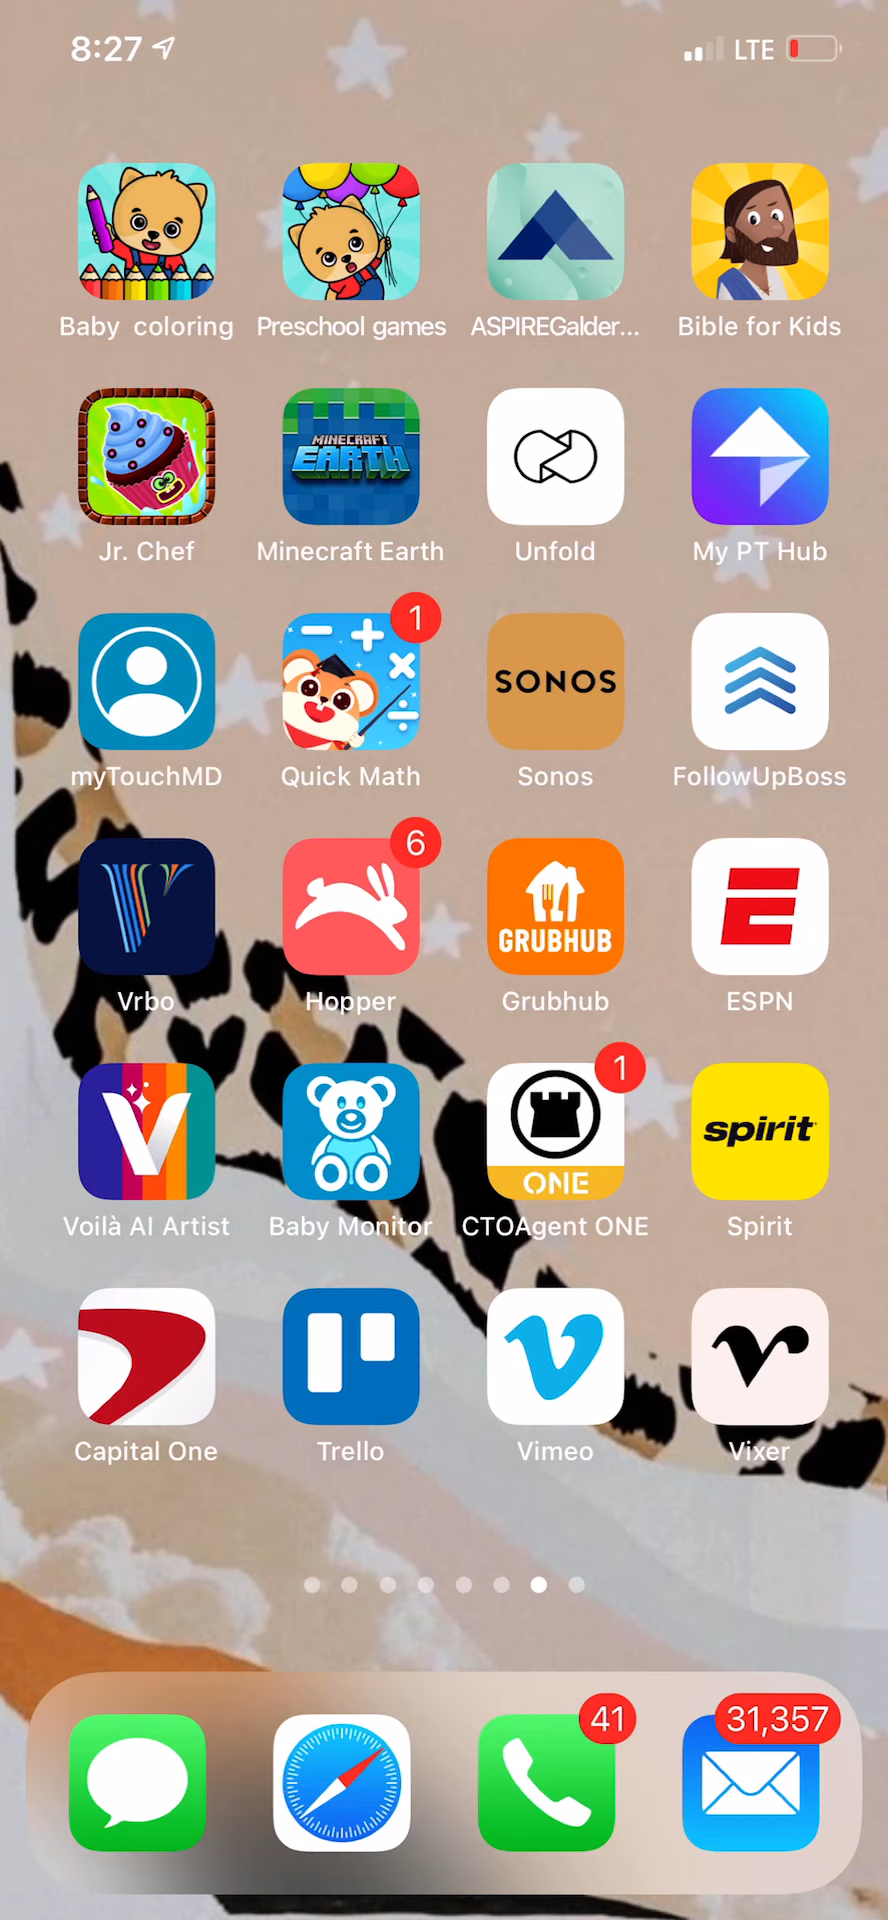 8:27 LTE
Baby coloring Preschool games ASPIREGalder... Bible for Kids
MINECRAFT
EARTH
Jr. Chef Minecraft Earth Unfold My PT Hub
1
SONOS
myTouchMD Quick Math Sonos FollowUpBoss
6
GRUBHUB
Vrbo Hopper Grubhub ESPN
1
spirit
ONE
Voilà AI Artist Baby Monitor CTOAgent ONE Spirit
Capital One Trello Vimeo Vixer
41 31,357